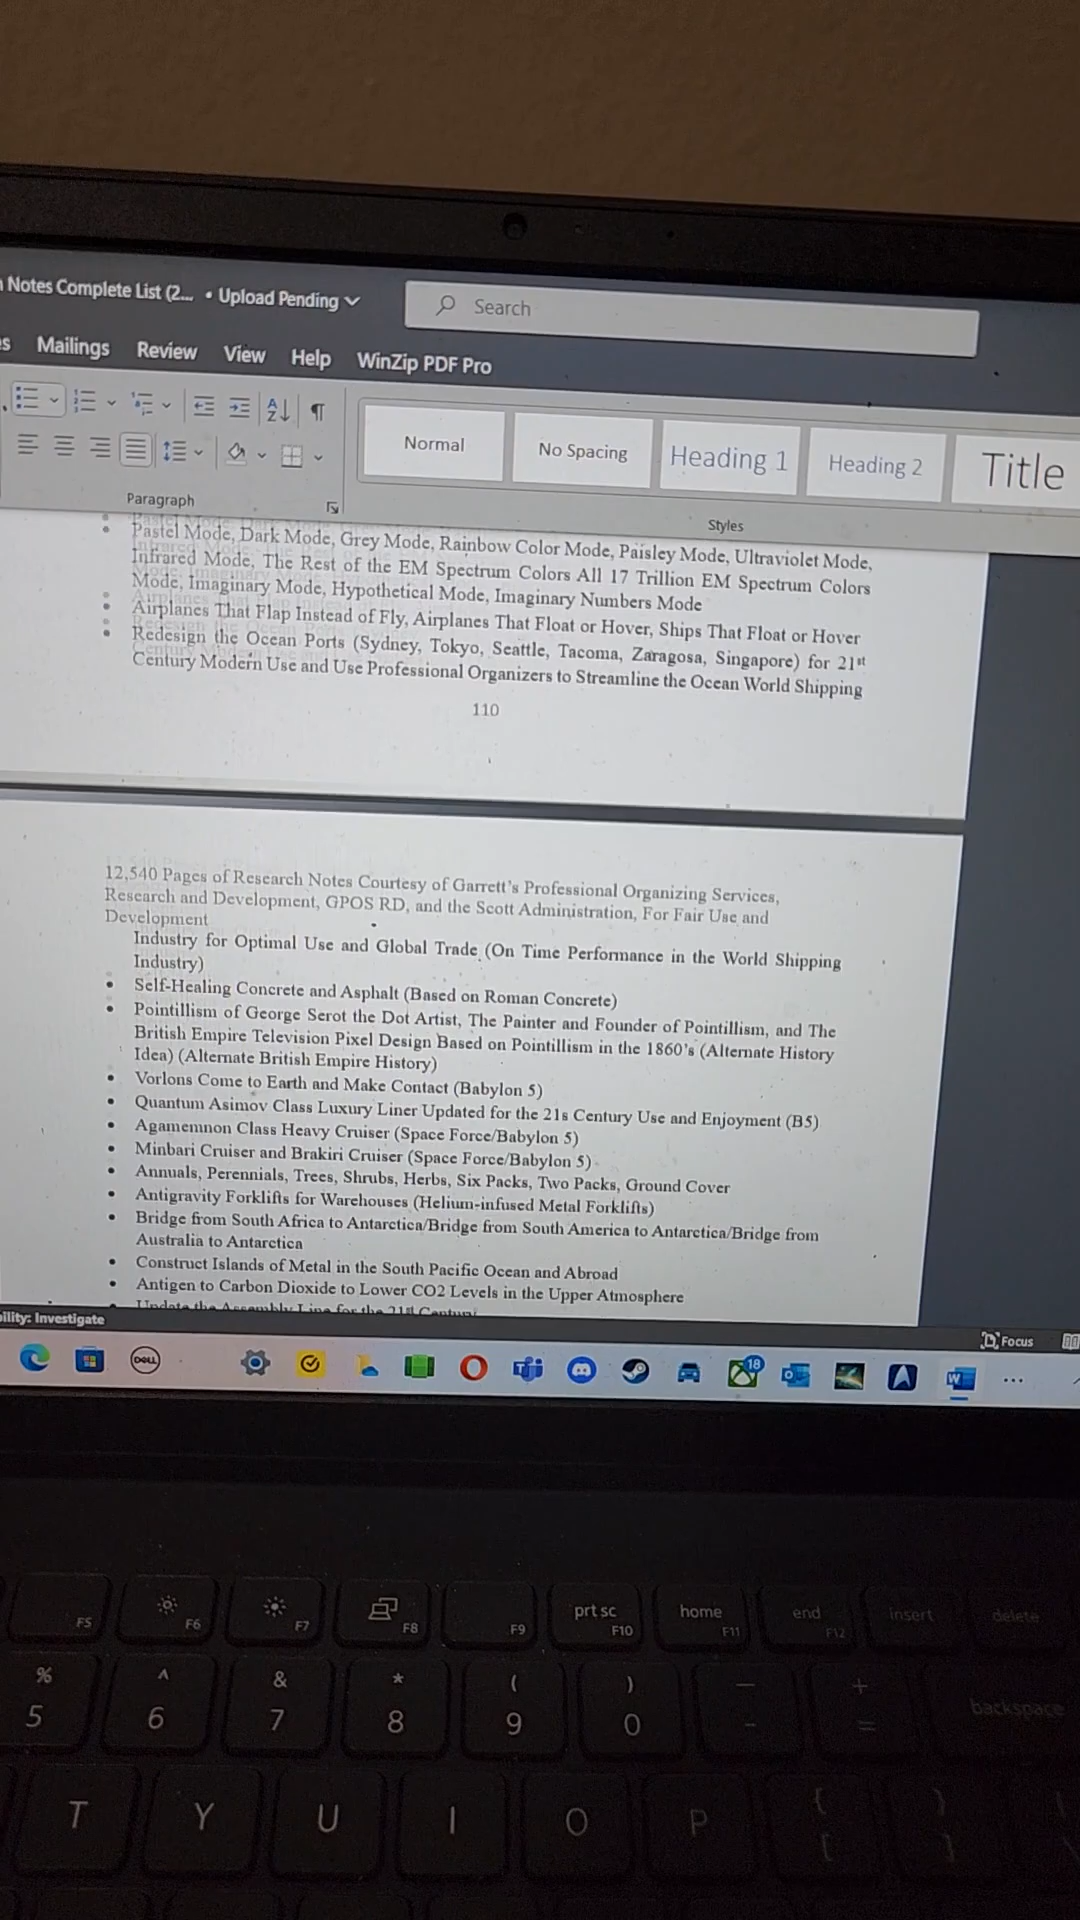 Notes Complete List (2... • Upload Pending
Search
Mailings Review View Help WinZip PDF Pro
Normal
No Spacing
Heading 1
Heading 2
Title
Paragraph
Styles
• Pastel Mode, Dark Mode, Grey Mode, Rainbow Color Mode, Paisley Mode, Ultraviolet Mode,
Infrared Mode, The Rest of the EM Spectrum Colors All 17 Trillion EM Spectrum Colors
Mode, Imaginary Mode, Hypothetical Mode, Imaginary Numbers Mode
• Airplanes That Flap Instead of Fly, Airplanes That Float or Hover, Ships That Float or Hover
• Redesign the Ocean Ports (Sydney, Tokyo, Seattle, Tacoma, Zaragosa, Singapore) for 21st
Century Modern Use and Use Professional Organizers to Streamline the Ocean World Shipping
110
12,540 Pages of Research Notes Courtesy of Garrett's Professional Organizing Services,
Research and Development, GPOS RD, and the Scott Administration, For Fair Use and
Development
Industry for Optimal Use and Global Trade (On Time Performance in the World Shipping
Industry)
• Self-Healing Concrete and Asphalt (Based on Roman Concrete)
• Pointillism of George Serot the Dot Artist, The Painter and Founder of Pointillism, and The
British Empire Television Pixel Design Based on Pointillism in the 1860's (Alternate History
Idea) (Alternate British Empire History)
• Vorlons Come to Earth and Make Contact (Babylon 5)
• Quantum Asimov Class Luxury Liner Updated for the 21s Century Use and Enjoyment (B5)
• Agamemnon Class Heavy Cruiser (Space Force/Babylon 5)
• Minbari Cruiser and Brakiri Cruiser (Space Force/Babylon 5)
• Annuals, Perennials, Trees, Shrubs, Herbs, Six Packs, Two Packs, Ground Cover
• Antigravity Forklifts for Warehouses (Helium-infused Metal Forklifts)
• Bridge from South Africa to Antarctica/Bridge from South America to Antarctica/Bridge from
Australia to Antarctica
• Construct Islands of Metal in the South Pacific Ocean and Abroad
• Antigen to Carbon Dioxide to Lower CO2 Levels in the Upper Atmosphere
• Update the Assembly Line for the 21st Century
Investigate
Focus
DELL
18
F5 F6 F7 F8 F9 prt sc F10 home F11 end F12 insert delete
% 5 ^ 6 & 7 * 8 ( 9 ) 0 — - + = backspace
T Y U I O P { [ } ]